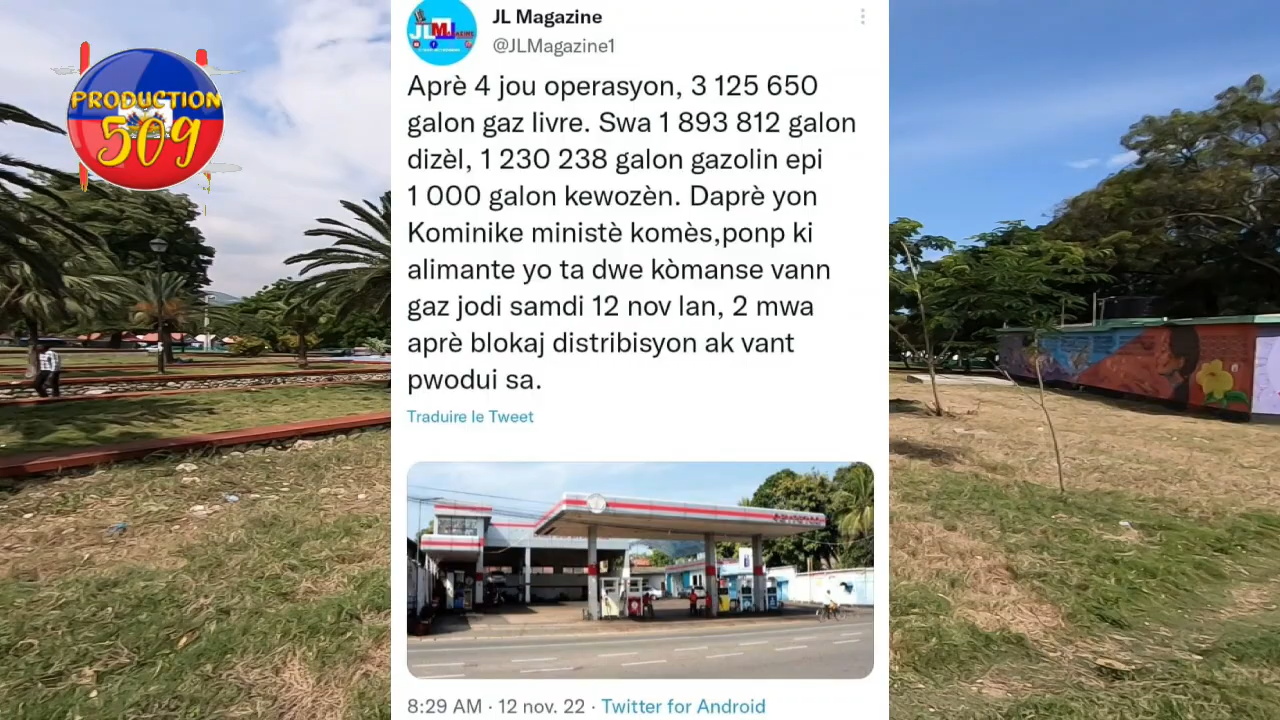 PRODUCTION
509
JL Magazine
@JLMagazine1
Aprè 4 jou operasyon, 3 125 650
galon gaz livre. Swa 1 893 812 galon
dizèl, 1 230 238 galon gazolin epi
1 000 galon kewozèn. Daprè yon
Kominike ministè komès,ponp ki
alimante yo ta dwe kòmanse vann
gaz jodi samdi 12 nov lan, 2 mwa
aprè blokaj distribisyon ak vant
pwodui sa.
Traduire le Tweet
8:29 AM · 12 nov. 22 · Twitter for Android